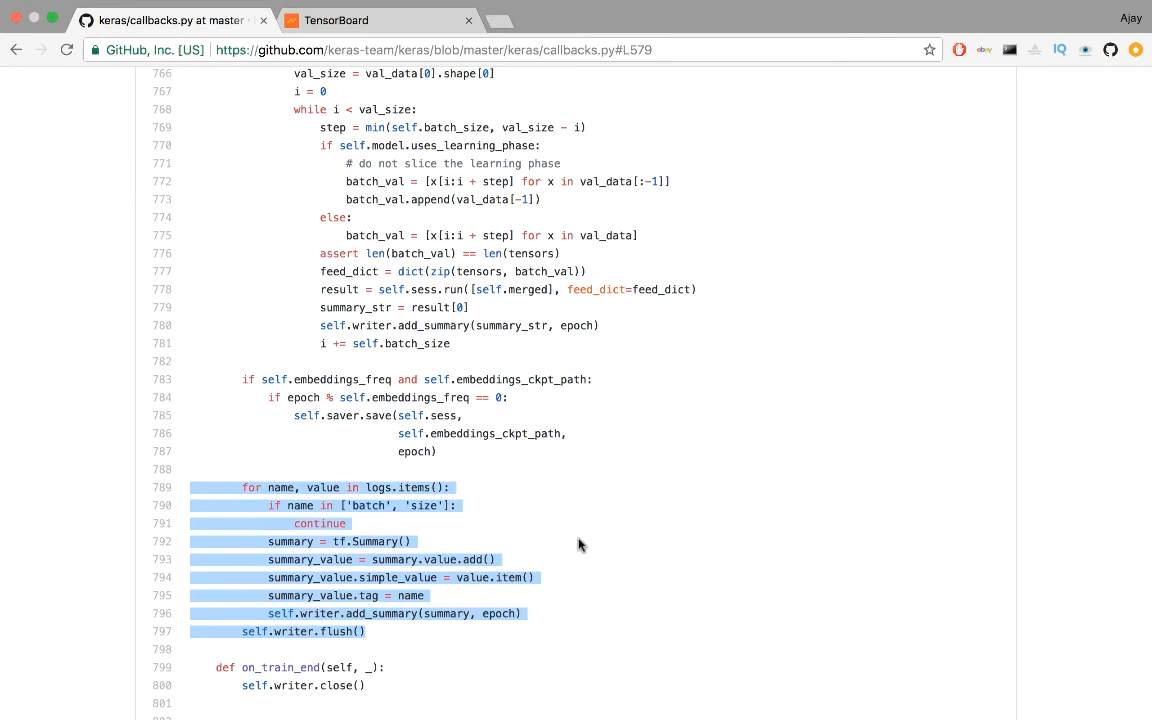 keras/callbacks.py at master ·
TensorBoard
Ajay
GitHub, Inc. [US] https://github.com/keras-team/keras/blob/master/keras/callbacks.py#L579
ebay
IQ
766 val_size = val_data[0].shape[0]
767 i = 0
768 while i < val_size:
769 step = min(self.batch_size, val_size - i)
770 if self.model.uses_learning_phase:
771 # do not slice the learning phase
772 batch_val = [x[i:i + step] for x in val_data[:-1]]
773 batch_val.append(val_data[-1])
774 else:
775 batch_val = [x[i:i + step] for x in val_data]
776 assert len(batch_val) == len(tensors)
777 feed_dict = dict(zip(tensors, batch_val))
778 result = self.sess.run([self.merged], feed_dict=feed_dict)
779 summary_str = result[0]
780 self.writer.add_summary(summary_str, epoch)
781 i += self.batch_size
782
783 if self.embeddings_freq and self.embeddings_ckpt_path:
784 if epoch % self.embeddings_freq == 0:
785 self.saver.save(self.sess,
786 self.embeddings_ckpt_path,
787 epoch)
788
789 for name, value in logs.items():
790 if name in ['batch', 'size']:
791 continue
792 summary = tf.Summary()
793 summary_value = summary.value.add()
794 summary_value.simple_value = value.item()
795 summary_value.tag = name
796 self.writer.add_summary(summary, epoch)
797 self.writer.flush()
798
799 def on_train_end(self, _):
800 self.writer.close()
801